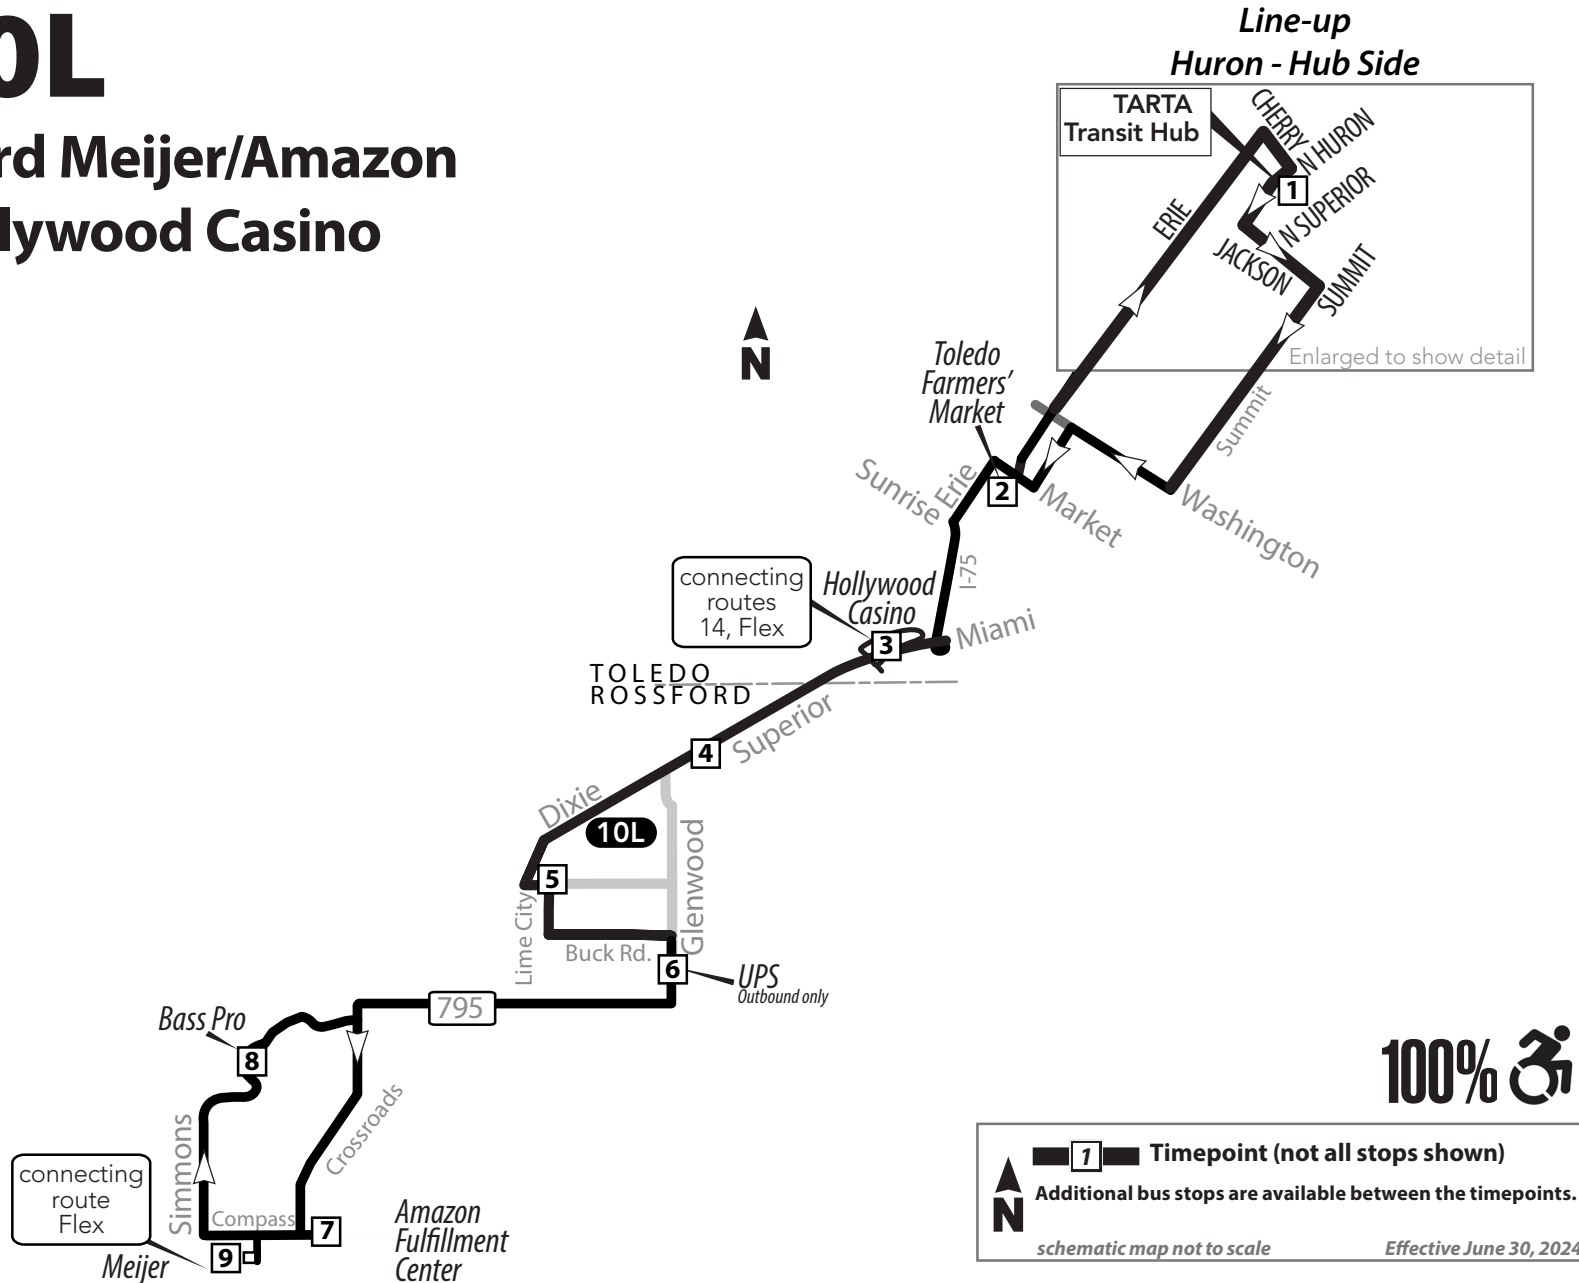 0L
rd Meijer/Amazon
lywood Casino
Line-up
Huron - Hub Side
TARTA
Transit Hub
CHERRY
N HURON
1
N SUPERIOR
ERIE
JACKSON
SUMMIT
Enlarged to show detail
N
Toledo
Farmers'
Market
Summit
Sunrise
Erie
2
Market
Washington
I-75
connecting
routes
14, Flex
Hollywood
Casino
3
Miami
TOLEDO
ROSSFORD
Superior
4
Dixie
10L
Glenwood
5
Lime City
Buck Rd.
6
UPS
Outbound only
795
Bass Pro
8
Crossroads
Simmons
connecting
route
Flex
Compass
7
Amazon
Fulfillment
Center
9
Meijer
100%
1 Timepoint (not all stops shown)
Additional bus stops are available between the timepoints.
N
schematic map not to scale Effective June 30, 2024